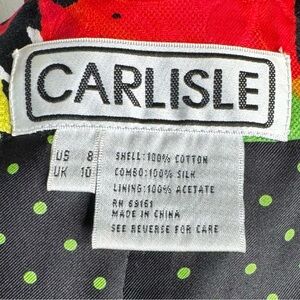 CARLISLE
US 8
UK 10
SHELL:100% COTTON
COMBO:100% SILK
LINING:100% ACETATE
RN 69161
MADE IN CHINA
SEE REVERSE FOR CARE